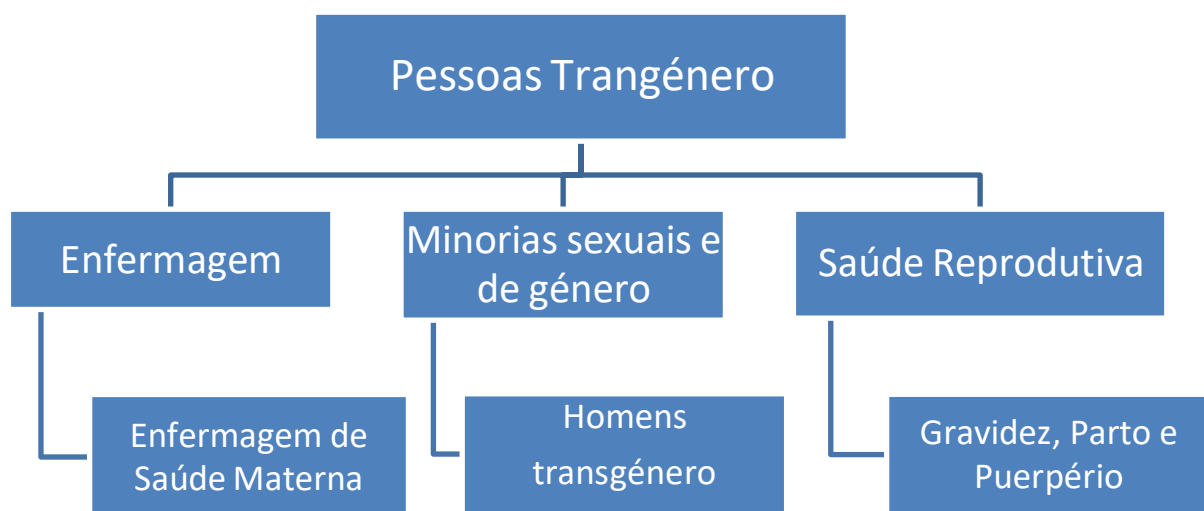 Pessoas Trangénero
Enfermagem
Minorias sexuais e
de género
Saúde Reprodutiva
Enfermagem de
Saúde Materna
Homens
transgénero
Gravidez, Parto e
Puerpério